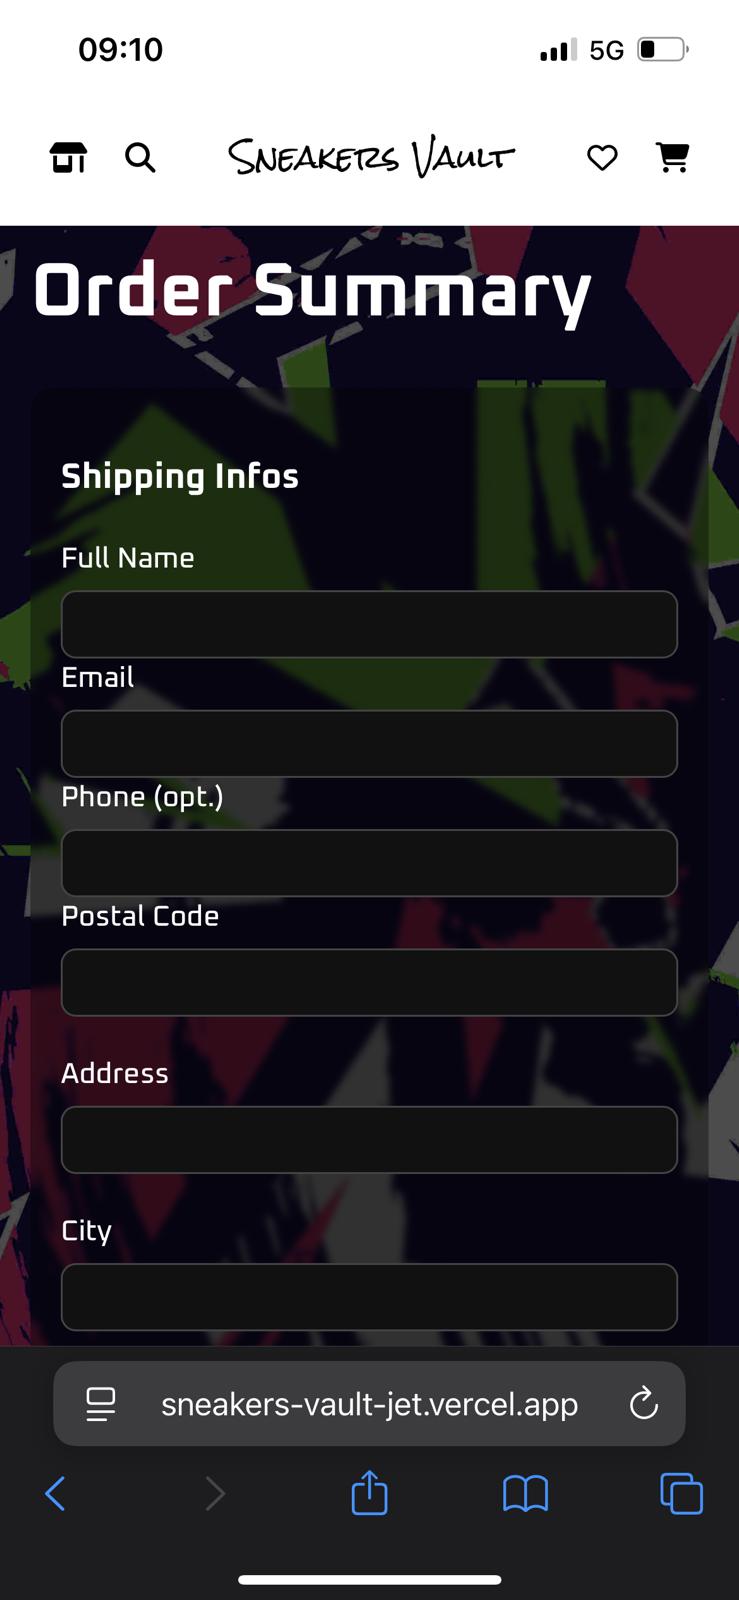 09:10
5G
Sneakers Vault
Order Summary
Shipping Infos
Full Name
Email
Phone (opt.)
Postal Code
Address
City
sneakers-vault-jet.vercel.app